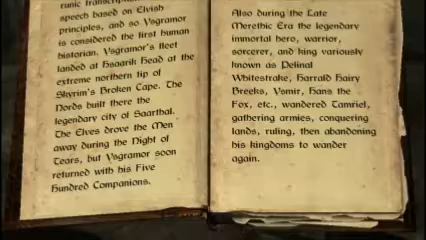 runic transcription
speech based on Elvish
principles, and so Ysgramor
is considered the first human
historian. Ysgramor's fleet
landed at Hsaarik Head at the
extreme northern tip of
Skyrim's Broken Cape. The
Nords built there the
legendary city of Saarthal.
The Elves drove the Men
away during the Night of
Tears, but Ysgramor soon
returned with his Five
Hundred Companions.
Also during the Late
Merethic Era the legendary
immortal hero, warrior,
sorcerer, and king variously
known as Pelinal
Whitestrake, Harrald Hairy
Breeks, Ysmir, Hans the
Fox, etc., wandered Tamriel,
gathering armies, conquering
lands, ruling, then abandoning
his kingdoms to wander
again.